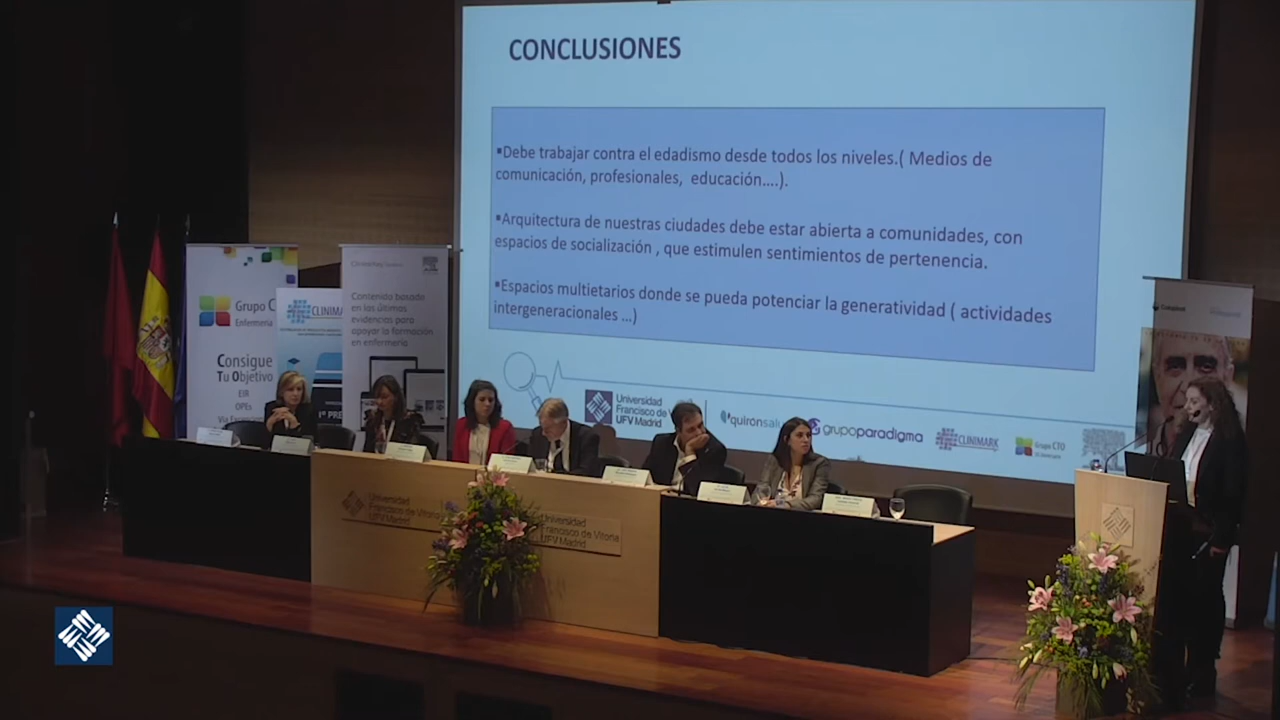 CONCLUSIONES
▪Debe trabajar contra el edadismo desde todos los niveles.( Medios de
comunicación, profesionales, educación....).
▪Arquitectura de nuestras ciudades debe estar abierta a comunidades, con
espacios de socialización , que estimulen sentimientos de pertenencia.
▪Espacios multietarios donde se pueda potenciar la generatividad ( actividades
intergeneracionales ...)
Universidad
Francisco de
UFV Madrid
quironsalu
grupoparadigma
CLINIMARK
Grupo CTO
Grupo C
Enfermería
Consigue
Tu Objetivo
EIR
OPEs
CLINIMA
Contenido basado
en las últimas
evidencias para
apoyar la formación
en enfermería
Universidad
Francisco de Vitoria
UFV Madrid
Universidad
Francisco de Vitoria
UFV Madrid